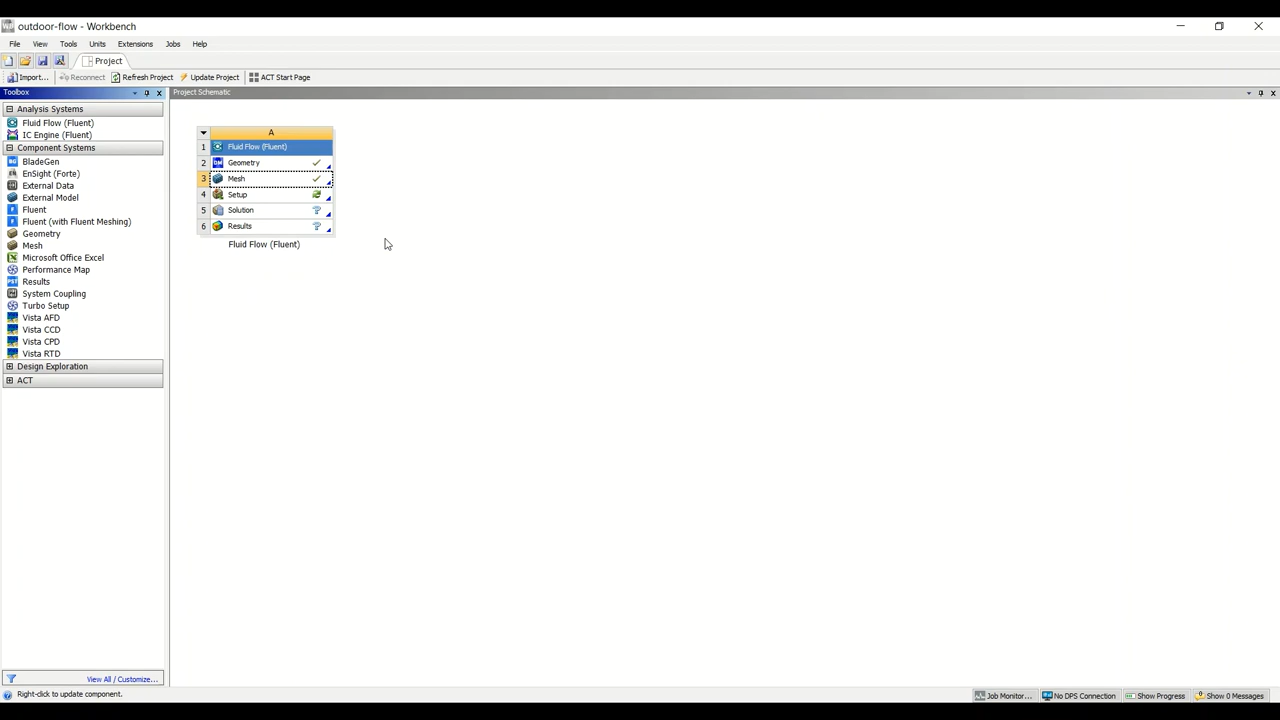 outdoor-flow - Workbench
File View Tools Units Extensions Jobs Help
Project
Import... Reconnect Refresh Project Update Project ACT Start Page
Toolbox
Project Schematic
Analysis Systems
Fluid Flow (Fluent)
IC Engine (Fluent)
Component Systems
BladeGen
EnSight (Forte)
External Data
External Model
Fluent
Fluent (with Fluent Meshing)
Geometry
Mesh
Microsoft Office Excel
Performance Map
Results
System Coupling
Turbo Setup
Vista AFD
Vista CCD
Vista CPD
Vista RTD
Design Exploration
ACT
A
1 Fluid Flow (Fluent)
2 DM Geometry
3 Mesh
4 Setup
5 Solution ?
6 Results ?
Fluid Flow (Fluent)
View All / Customize...
Right-click to update component.
Job Monitor... No DPS Connection Show Progress Show 0 Messages